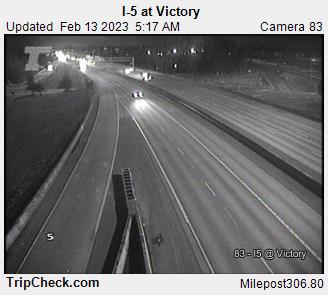 I-5 at Victory
Updated Feb 13 2023 5:17 AM Camera 83
T
S
83 - I5 @ Victory
TripCheck.com Milepost306.80